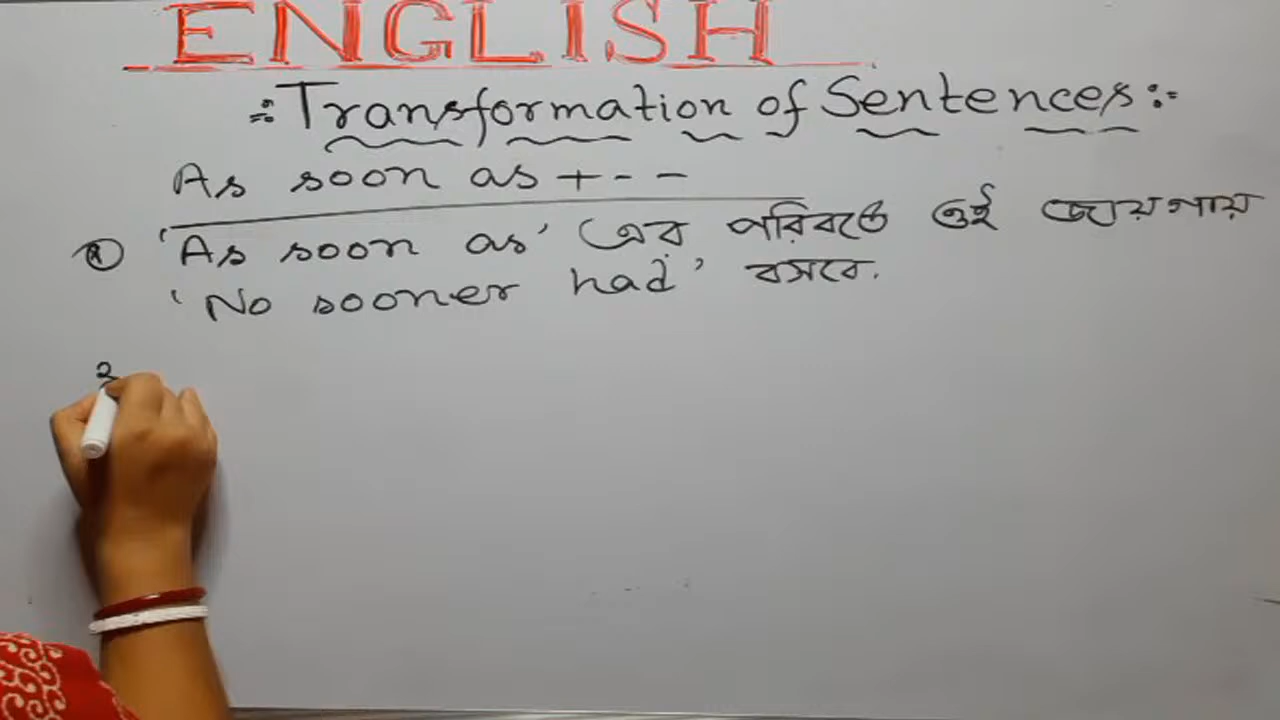 ENGLISH
:Transformation of Sentences:-
As soon as + - -
① 'As soon as' এর পরিবর্তে ওই জায়গায়
'No sooner had' বসবে.
2